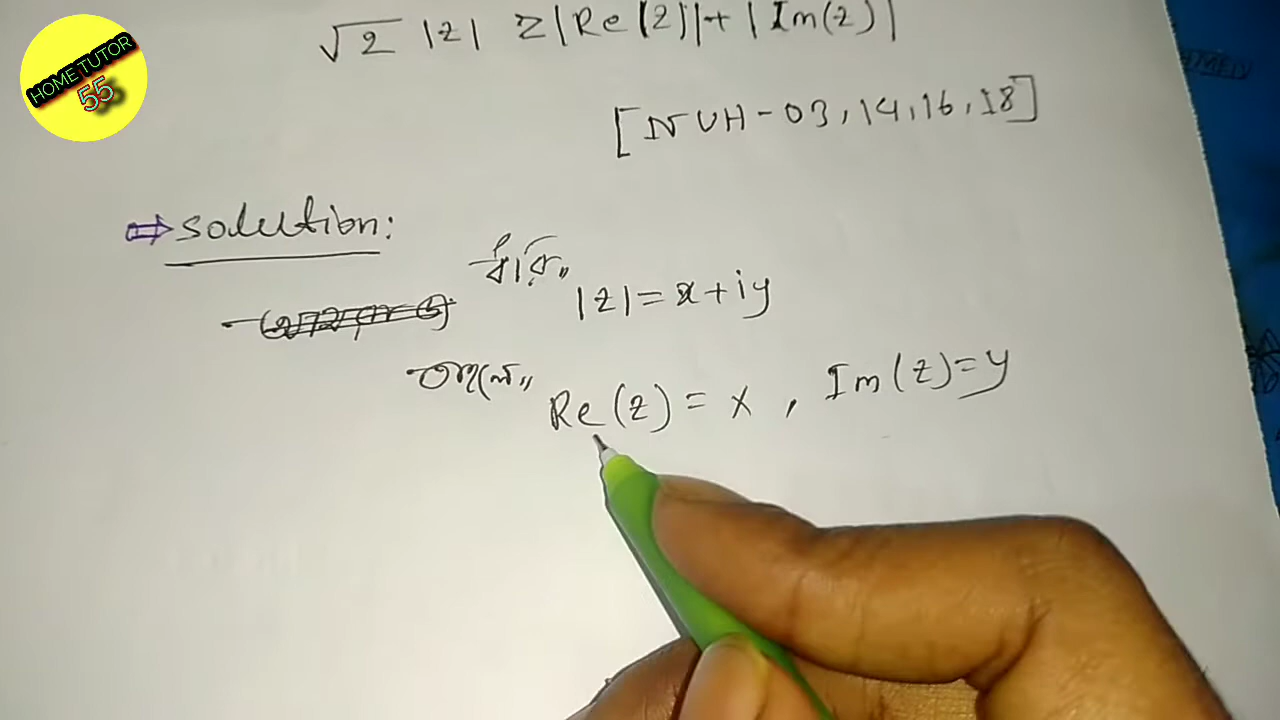 HOME TUTOR
55
√2 |z| ≥ |Re(z)| + |Im(z)|
[NUH-03, 14, 16, 18]
⇒ Solution:
ধরি,,
|z| = x + iy
তাহলে,,
Re(z) = x , Im(z) = y